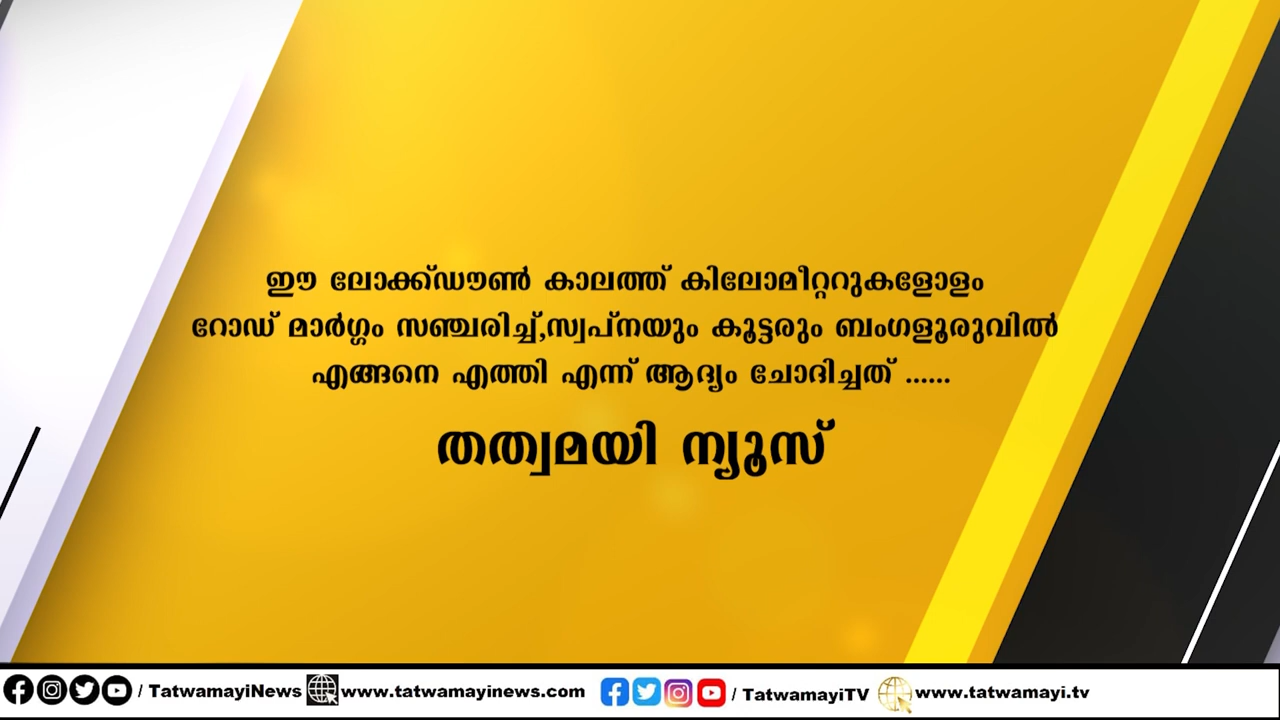 ഈ ലോക്ക്ഡൗൺ കാലത്ത് കിലോമീറ്ററുകളോളം
റോഡ് മാർഗ്ഗം സഞ്ചരിച്ച്,സ്വപ്നയും കൂട്ടരും ബംഗളൂരുവിൽ
എങ്ങനെ എത്തി എന്ന് ആദ്യം ചോദിച്ചത് ......
തത്വമയി ന്യൂസ്
/ TatwamayiNews www.tatwamayinews.com / TatwamayiTV www.tatwamayi.tv